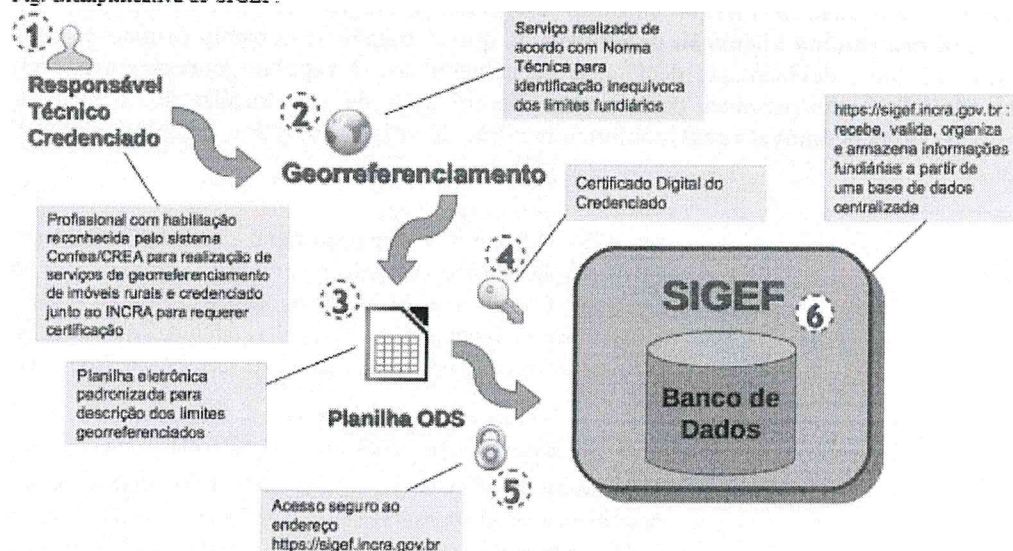 1
Responsável
Técnico
Credenciado
Profissional com habilitação
reconhecida pelo sistema
Confea/CREA para realização de
serviços de georreferenciamento
de imóveis rurais e credenciado
junto ao INCRA para requerer
certificação
2
Georreferenciamento
Serviço realizado de
acordo com Norma
Técnica para
identificação inequívoca
dos limites fundiários
3
Planilha ODS
Planilha eletrônica
padronizada para
descrição dos limites
georreferenciados
4
Certificado Digital do
Credenciado
5
Acesso seguro ao
endereço
https://sigef.incra.gov.br
SIGEF
6
Banco de
Dados
https://sigef.incra.gov.br :
recebe, valida, organiza
e armazena informações
fundiárias a partir de
uma base de dados
centralizada